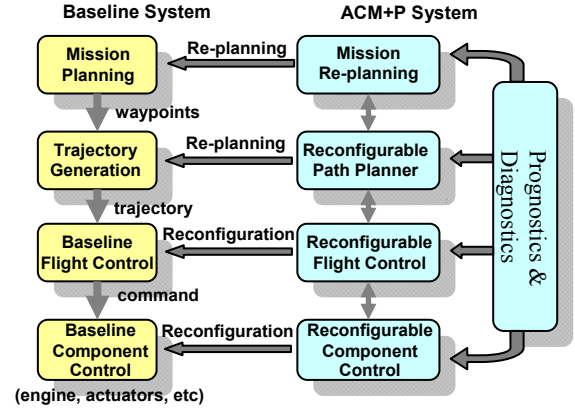 Baseline System
ACM+P System
Mission
Planning
Re-planning
Mission
Re-planning
waypoints
Trajectory
Generation
Re-planning
Reconfigurable
Path Planner
trajectory
Baseline
Flight Control
Reconfiguration
Reconfigurable
Flight Control
command
Baseline
Component
Control
Reconfiguration
Reconfigurable
Component
Control
(engine, actuators, etc)
Prognostics &
Diagnostics